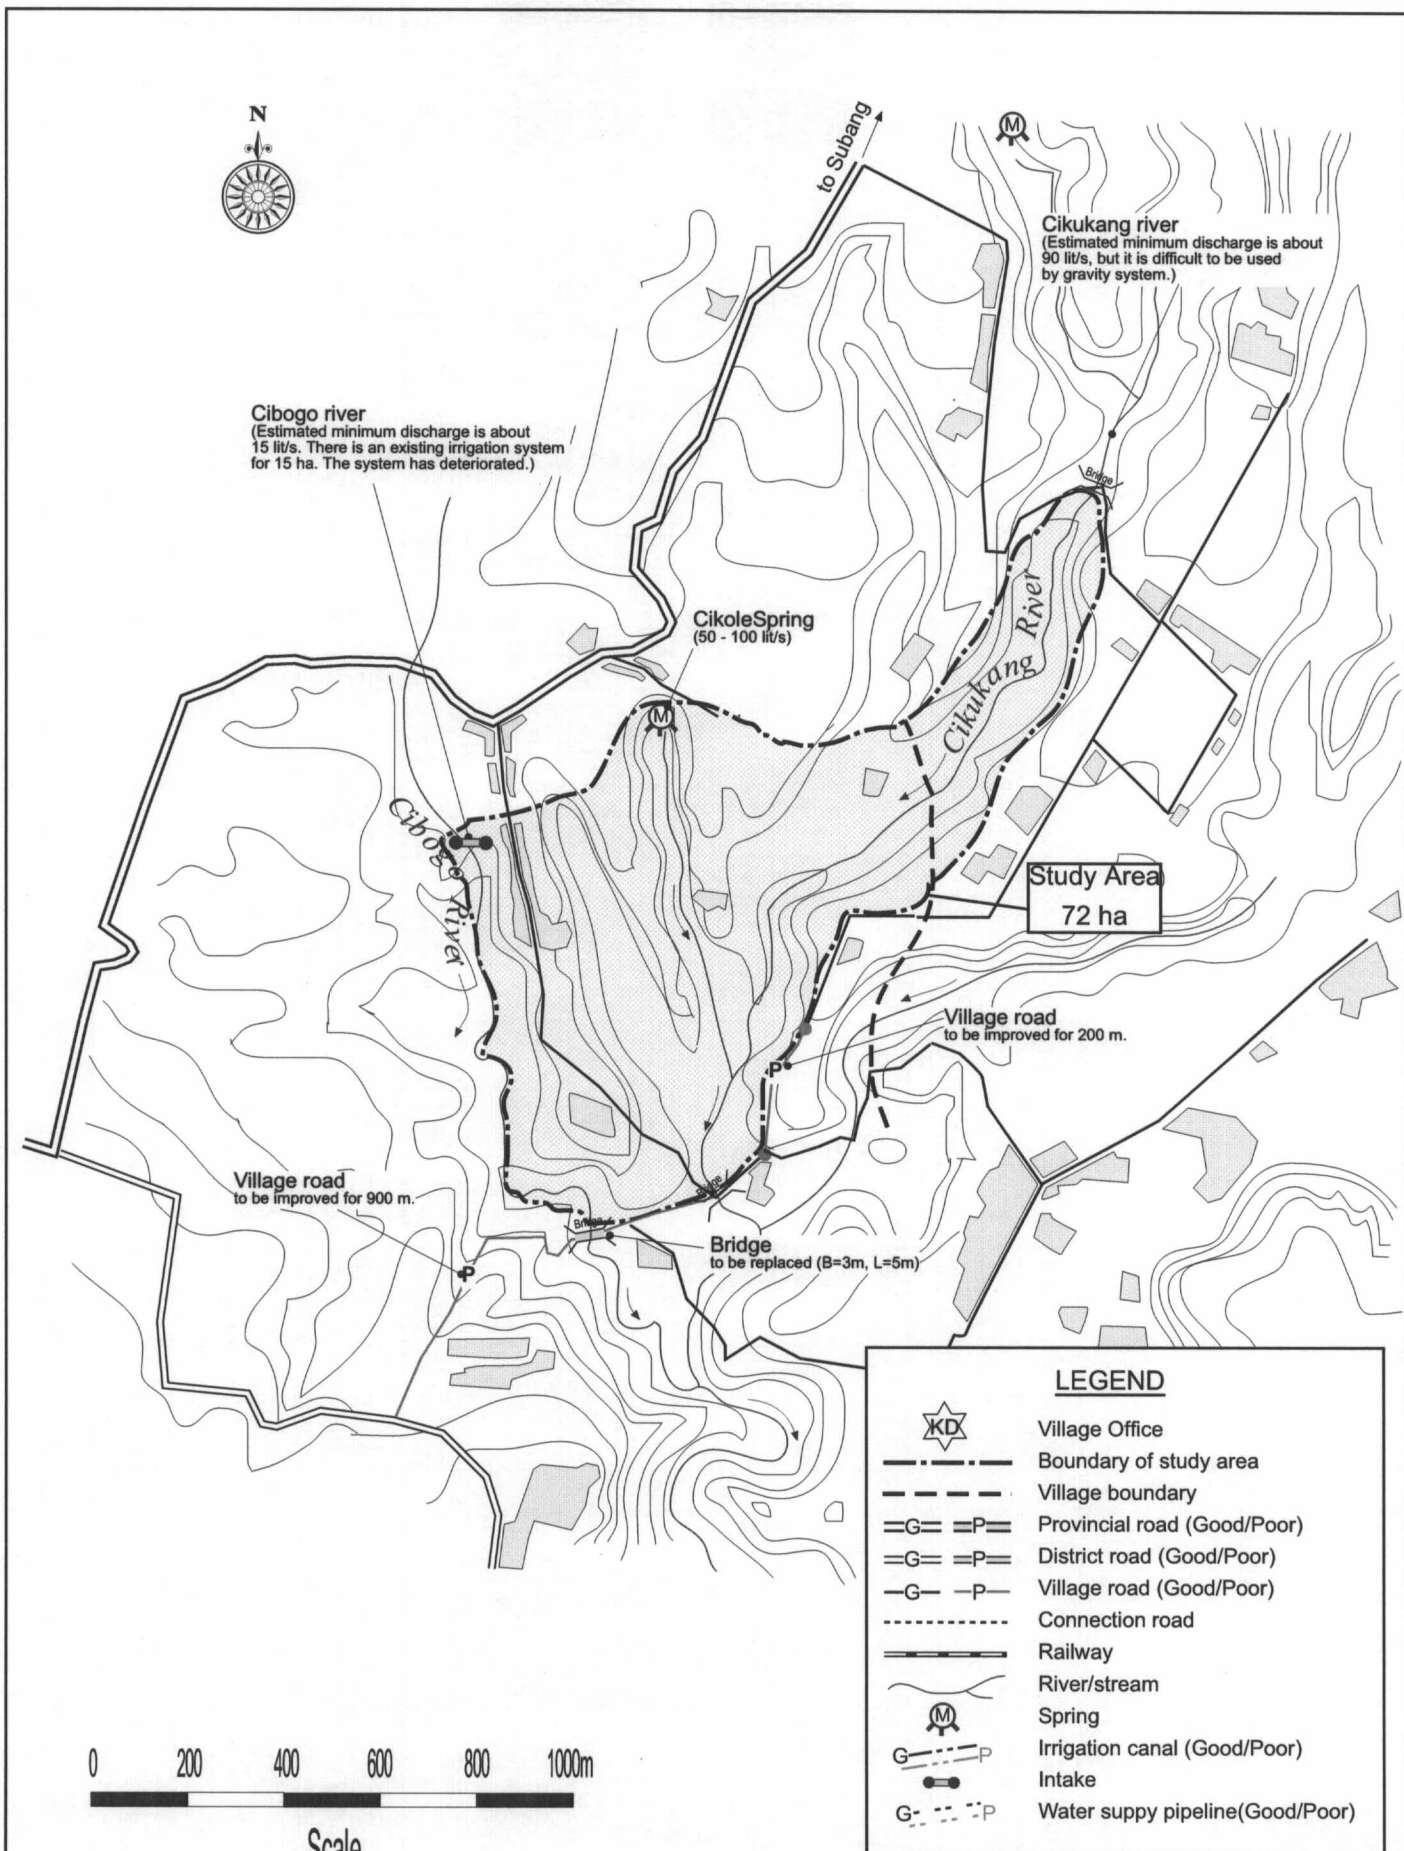 N
to Subang
M
Cikukang river
(Estimated minimum discharge is about
90 lit/s, but it is difficult to be used
by gravity system.)
Cibogo river
(Estimated minimum discharge is about
15 lit/s. There is an existing irrigation system
for 15 ha. The system has deteriorated.)
Bridge
CikoleSpring
(50 - 100 lit/s)
M
Cikukang River
Cibogo River
Study Area
72 ha
Village road
to be improved for 200 m.
P
Village road
to be improved for 900 m.
P
Bridge
Bridge
Bridge
to be replaced (B=3m, L=5m)
LEGEND
KD Village Office
Boundary of study area
Village boundary
G P Provincial road (Good/Poor)
G P District road (Good/Poor)
G P Village road (Good/Poor)
Connection road
Railway
River/stream
M Spring
G P Irrigation canal (Good/Poor)
Intake
G P Water suppy pipeline(Good/Poor)
0 200 400 600 800 1000m
Scale